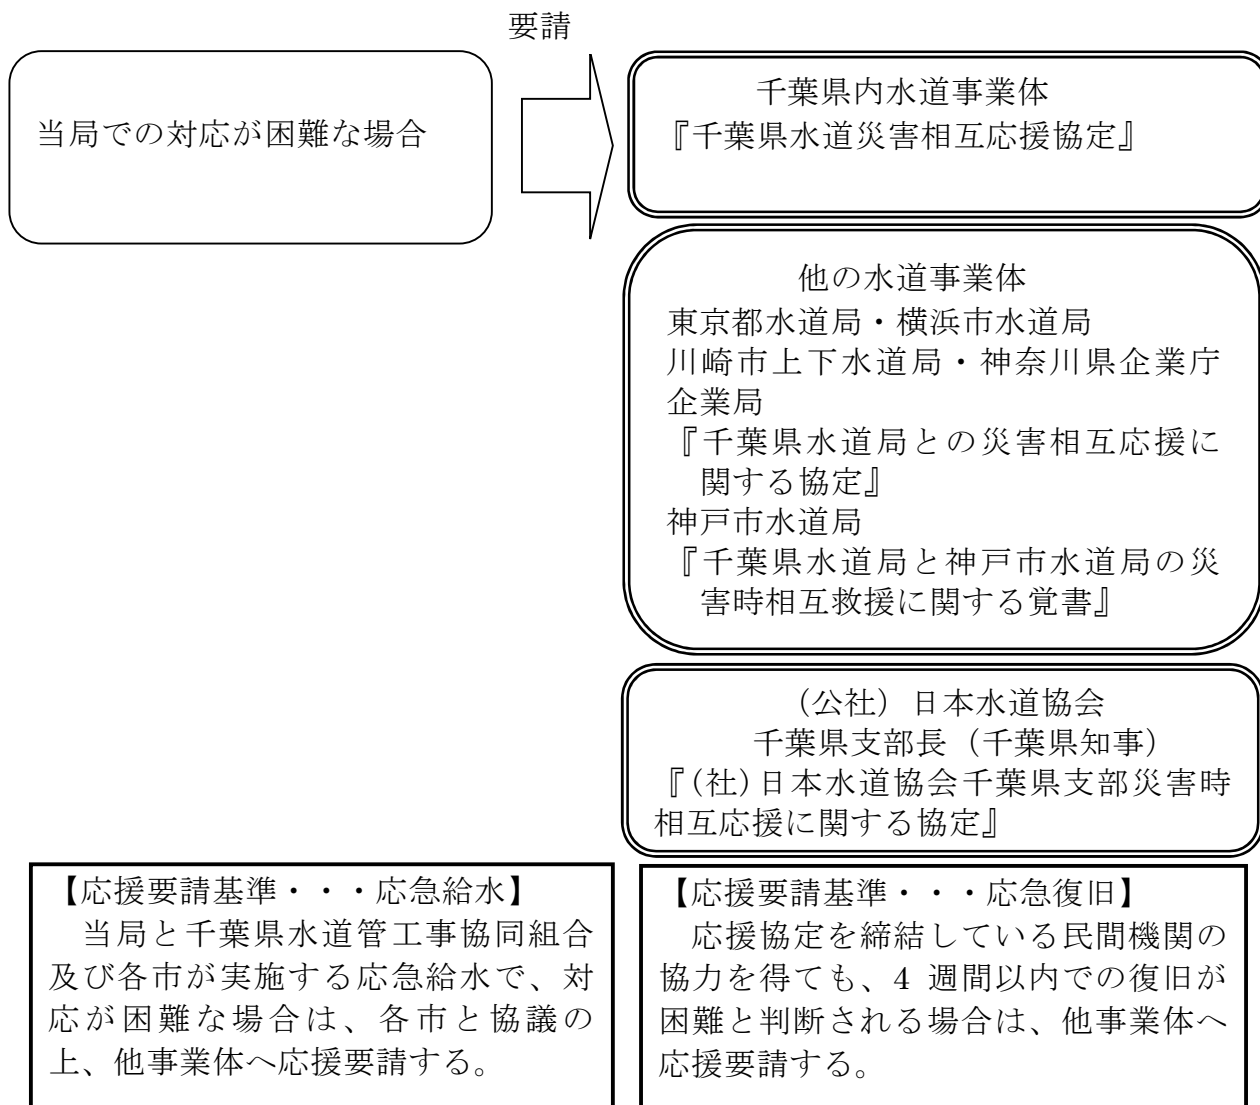 要請
当局での対応が困難な場合
千葉県内水道事業体
『千葉県水道災害相互応援協定』
他の水道事業体
東京都水道局・横浜市水道局
川崎市上下水道局・神奈川県企業庁
企業局
『千葉県水道局との災害相互応援に
関する協定』
神戸市水道局
『千葉県水道局と神戸市水道局の災
害時相互救援に関する覚書』
（公社）日本水道協会
千葉県支部長（千葉県知事）
『(社)日本水道協会千葉県支部災害時
相互応援に関する協定』
【応援要請基準・・・応急給水】
当局と千葉県水道管工事協同組合
及び各市が実施する応急給水で、対
応が困難な場合は、各市と協議の
上、他事業体へ応援要請する。
【応援要請基準・・・応急復旧】
応援協定を締結している民間機関の
協力を得ても、4 週間以内での復旧が
困難と判断される場合は、他事業体へ
応援要請する。